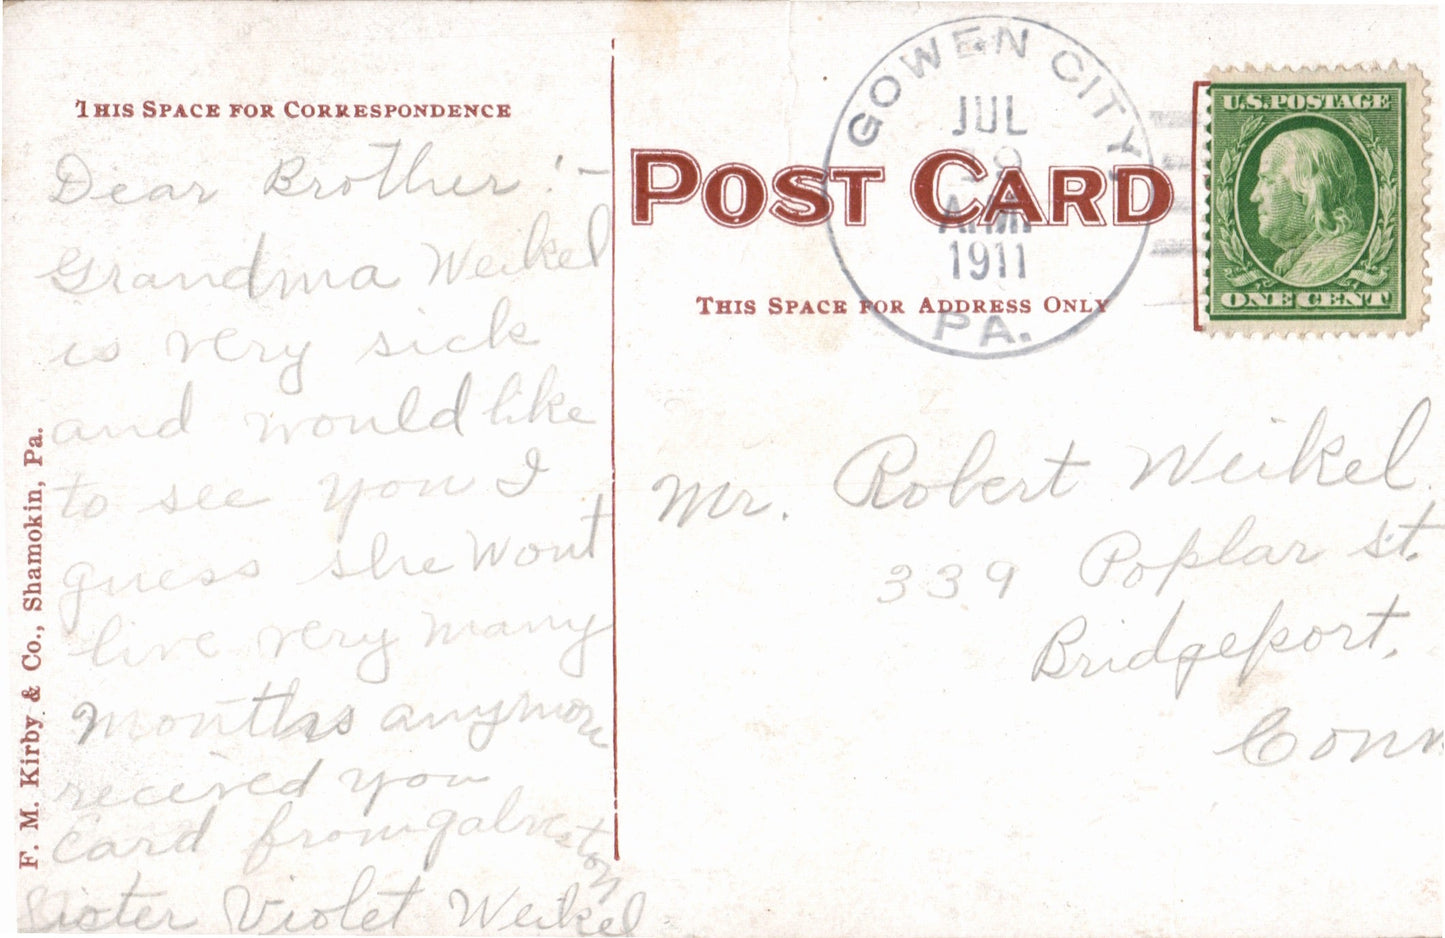 THIS SPACE FOR CORRESPONDENCE
Dear Brother!-
Grandma Weikel
is very sick
and would like
to see you I
guess she wont
live very many
months anymore
recieved you
card from galveston
Sister Violet Weikel
F. M. Kirby & Co., Shamokin, Pa.
POST CARD
THIS SPACE FOR ADDRESS ONLY
GOWEN CITY
JUL
A.M.
1911
PA.
U.S. POSTAGE
ONE CENT
Mr. Robert Weikel
339 Poplar St.
Bridgeport,
Conn